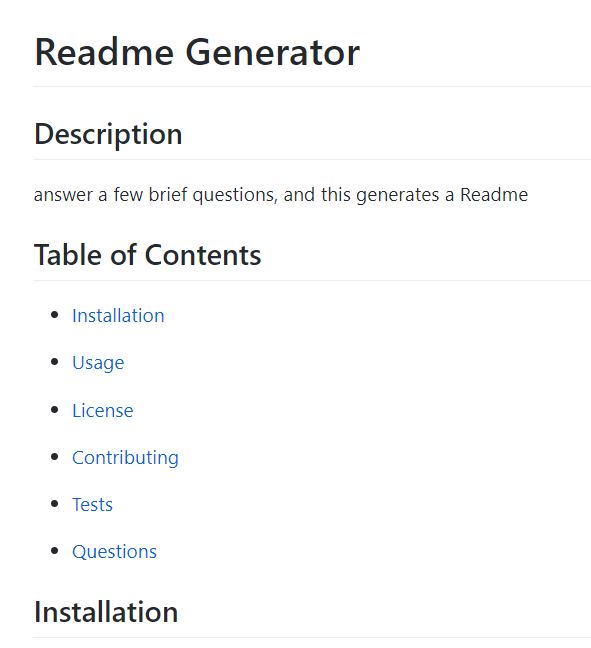 Readme Generator
Description
answer a few brief questions, and this generates a Readme
Table of Contents
Installation
Usage
License
Contributing
Tests
Questions
Installation